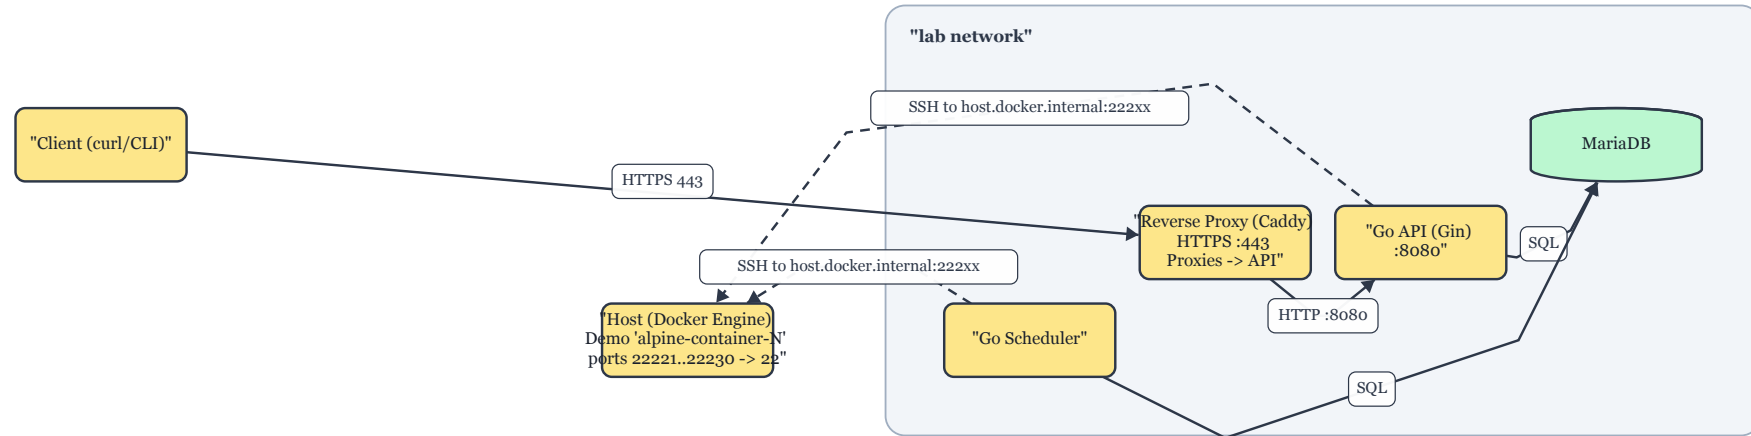 "lab network"
SSH to host.docker.internal:222xx
"Client (curl/CLI)"
MariaDB
HTTPS 443
"Reverse Proxy (Caddy)
HTTPS :443
Proxies -> API"
"Go API (Gin)
:8080"
SQL
SSH to host.docker.internal:222xx
"Host (Docker Engine)
Demo 'alpine-container-N'
ports 22221..22230 -> 22"
"Go Scheduler"
HTTP :8080
SQL